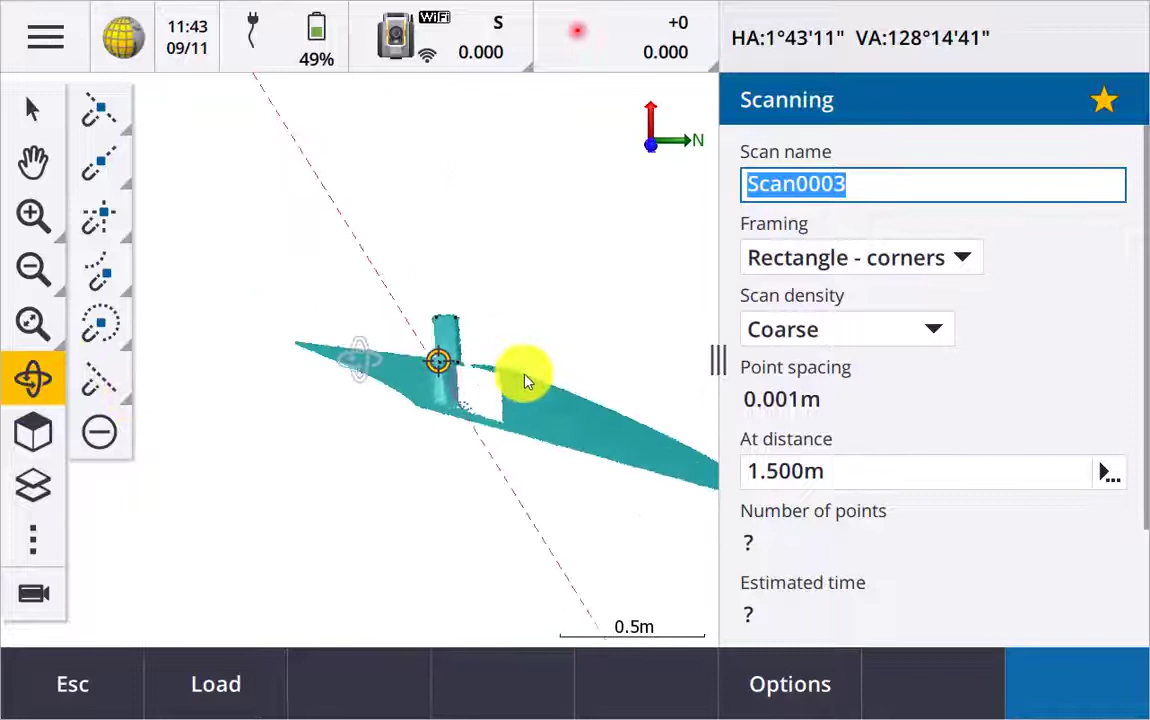 11:43
09/11
49%
WiFi
S
0.000
+0
0.000
HA:1°43'11" VA:128°14'41"
Scanning
Scan name
Scan0003
Framing
Rectangle - corners
Scan density
Coarse
Point spacing
0.001m
At distance
1.500m
Number of points
?
Estimated time
?
N
0.5m
Esc
Load
Options